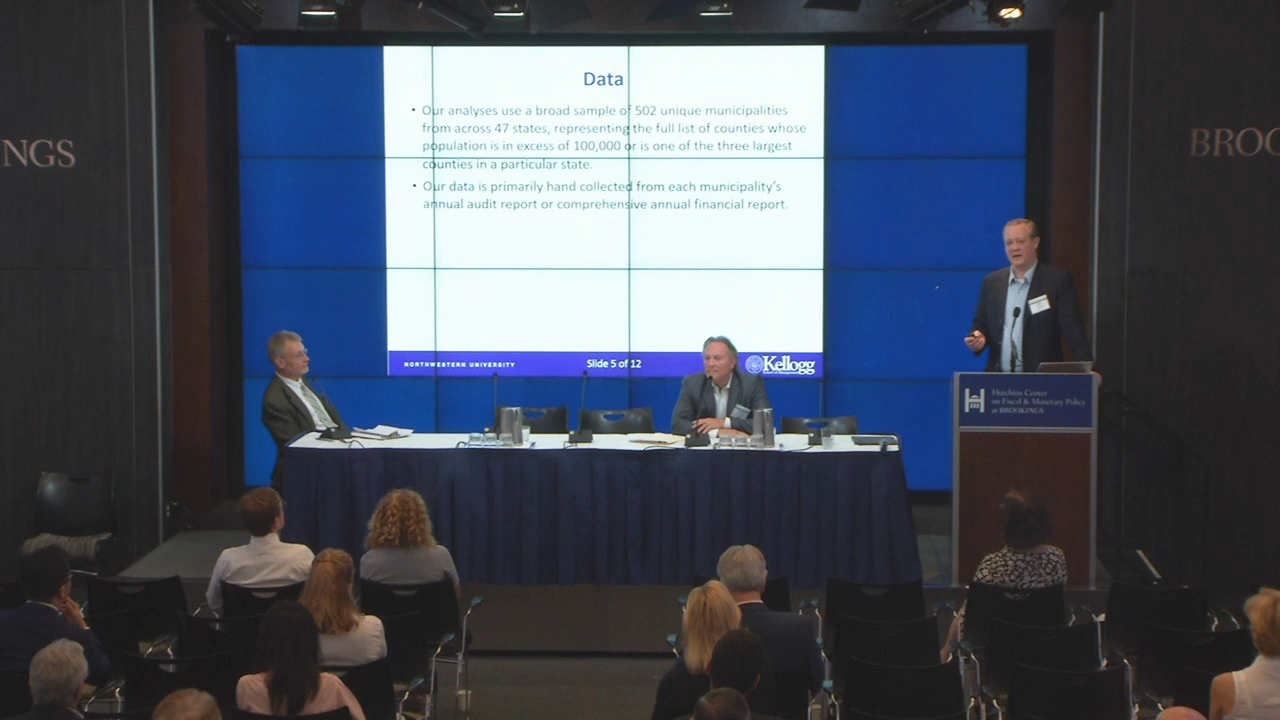 Data
• Our analyses use a broad sample of 502 unique municipalities
from across 47 states, representing the full list of counties whose
population is in excess of 100,000 or is one of the three largest
counties in a particular state.
• Our data is primarily hand collected from each municipality's
annual audit report or comprehensive annual financial report.
NORTHWESTERN UNIVERSITY
Slide 5 of 12
Kellogg
School of Management
NGS
BROO
Hutchins Center
on Fiscal & Monetary Policy
at BROOKINGS